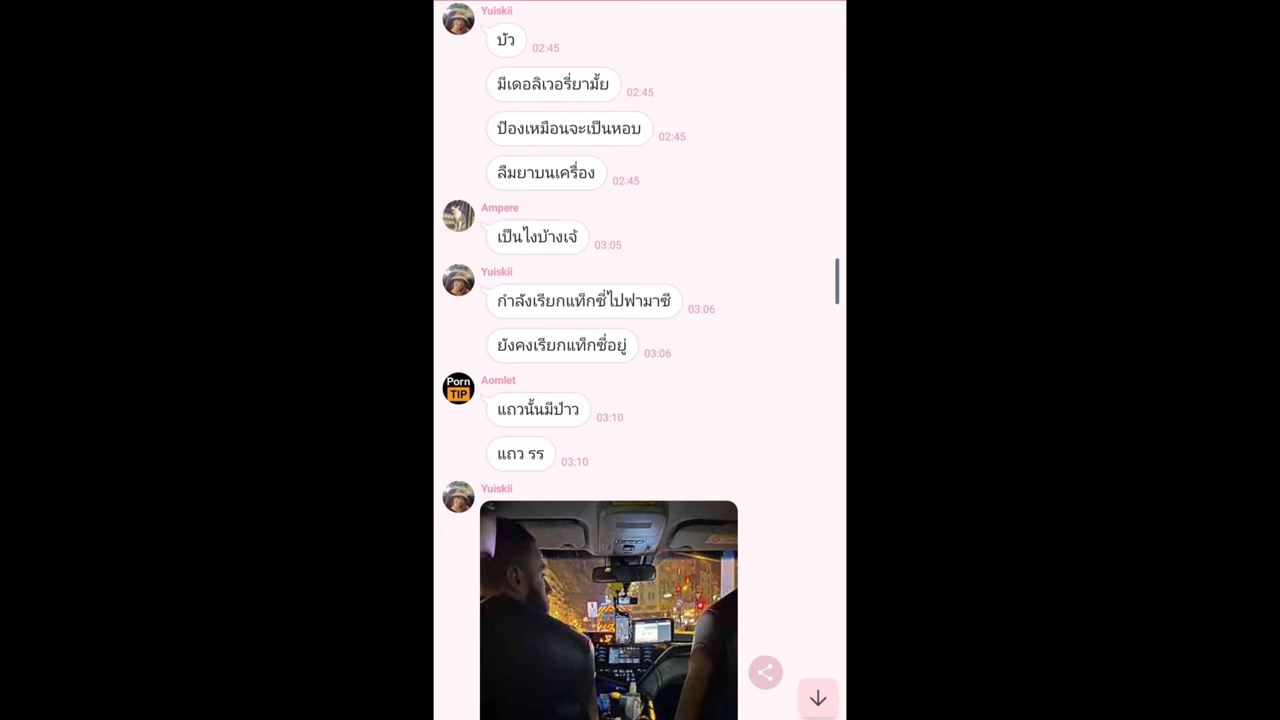 Yuiskii
บัว
02:45
มีเดอลิเวอรี่ยามั้ย
02:45
ป๊องเหมือนจะเป็นหอบ
02:45
ลืมยาบนเครื่อง
02:45
Ampere
เป็นไงบ้างเจ้
03:05
Yuiskii
กำลังเรียกแท็กซี่ไปฟามาซี
03:06
ยังคงเรียกแท็กซี่อยู่
03:06
Porn
TIP
Aomlet
แถวนั้นมีป่าว
03:10
แถว รร
03:10
Yuiskii